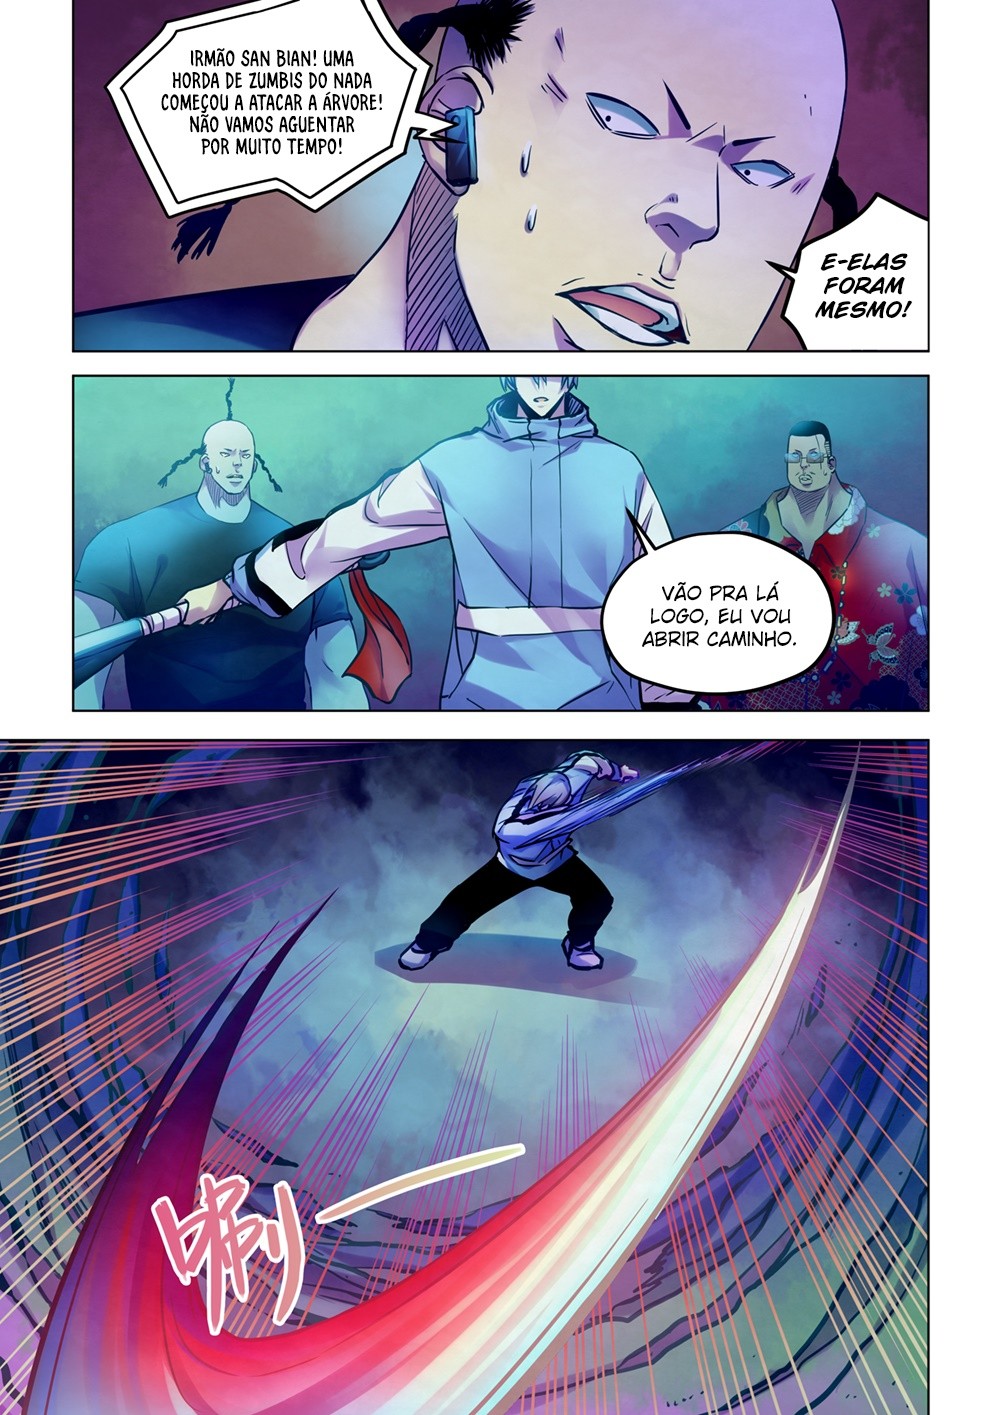 IRMÃO SAN BIAN! UMA
HORDA DE ZUMBIS DO NADA
COMEÇOU A ATACAR A ÁRVORE!
NÃO VAMOS AGUENTAR
POR MUITO TEMPO!
E-ELAS
FORAM
MESMO!
VÃO PRA LÁ
LOGO, EU VOU
ABRIR CAMINHO.
唰